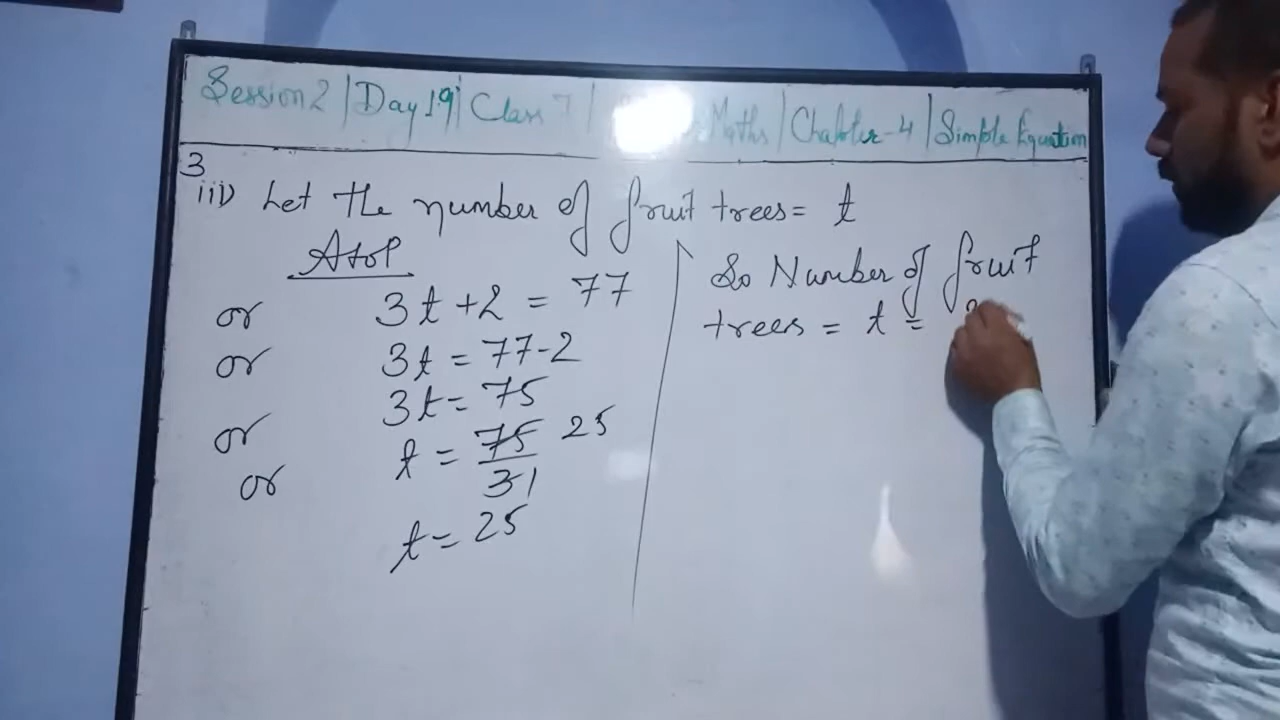 Session 2 | Day 19 | Class 7 | Maths | Chapter-4 | Simple Equation
3
iii) Let the number of fruit trees = t
AtoP
or 3t + 2 = 77
or 3t = 77-2
3t = 75
or t = 75/31 25
or
t = 25
So Number of fruit
trees = t =